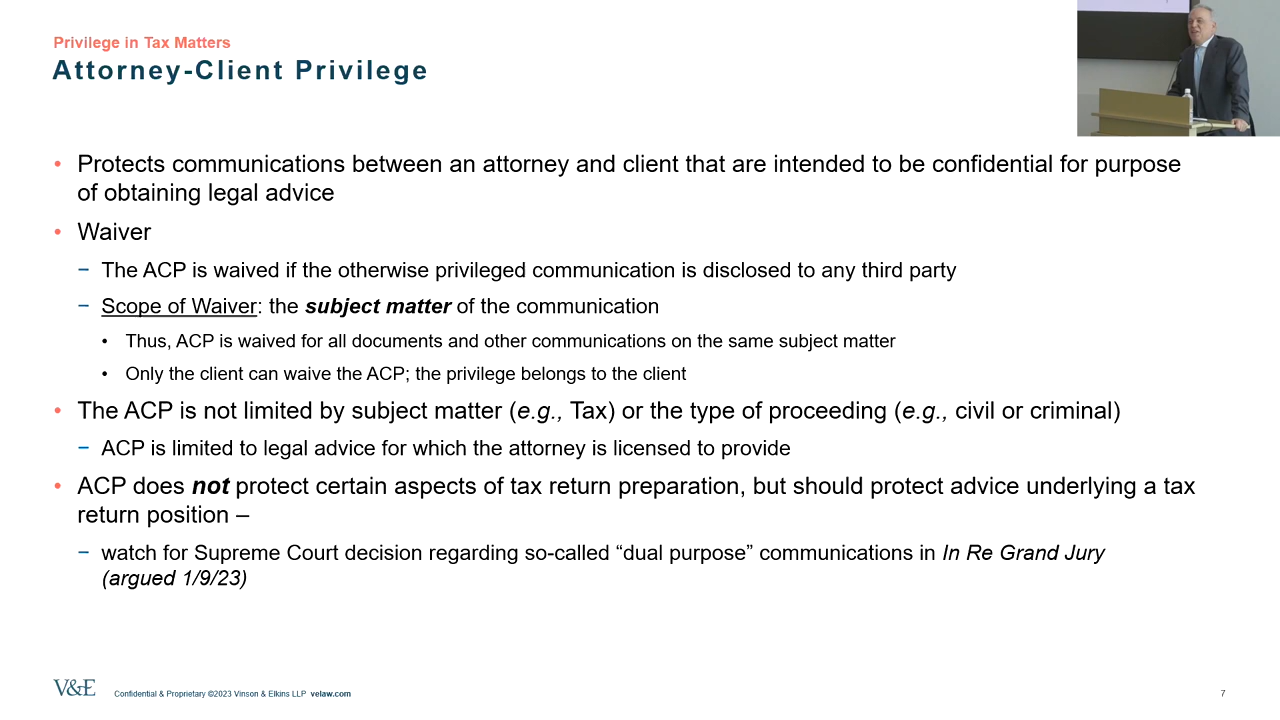 Privilege in Tax Matters
Attorney-Client Privilege
• Protects communications between an attorney and client that are intended to be confidential for purpose
of obtaining legal advice
• Waiver
− The ACP is waived if the otherwise privileged communication is disclosed to any third party
− Scope of Waiver: the subject matter of the communication
• Thus, ACP is waived for all documents and other communications on the same subject matter
• Only the client can waive the ACP; the privilege belongs to the client
• The ACP is not limited by subject matter (e.g., Tax) or the type of proceeding (e.g., civil or criminal)
− ACP is limited to legal advice for which the attorney is licensed to provide
• ACP does not protect certain aspects of tax return preparation, but should protect advice underlying a tax
return position –
− watch for Supreme Court decision regarding so-called “dual purpose” communications in In Re Grand Jury
(argued 1/9/23)
V&E Confidential & Proprietary ©2023 Vinson & Elkins LLP velaw.com 7